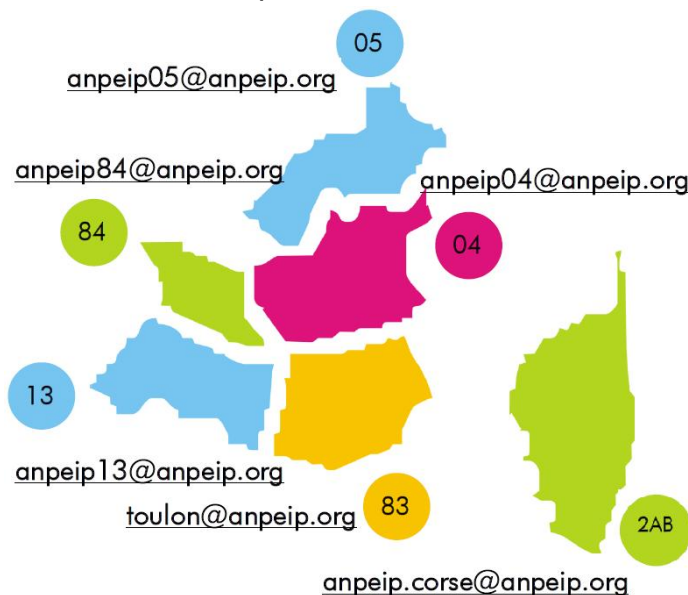 05
anpeip05@anpeip.org
anpeip84@anpeip.org
anpeip04@anpeip.org
84
04
13
anpeip13@anpeip.org
toulon@anpeip.org
83
2AB
anpeip.corse@anpeip.org